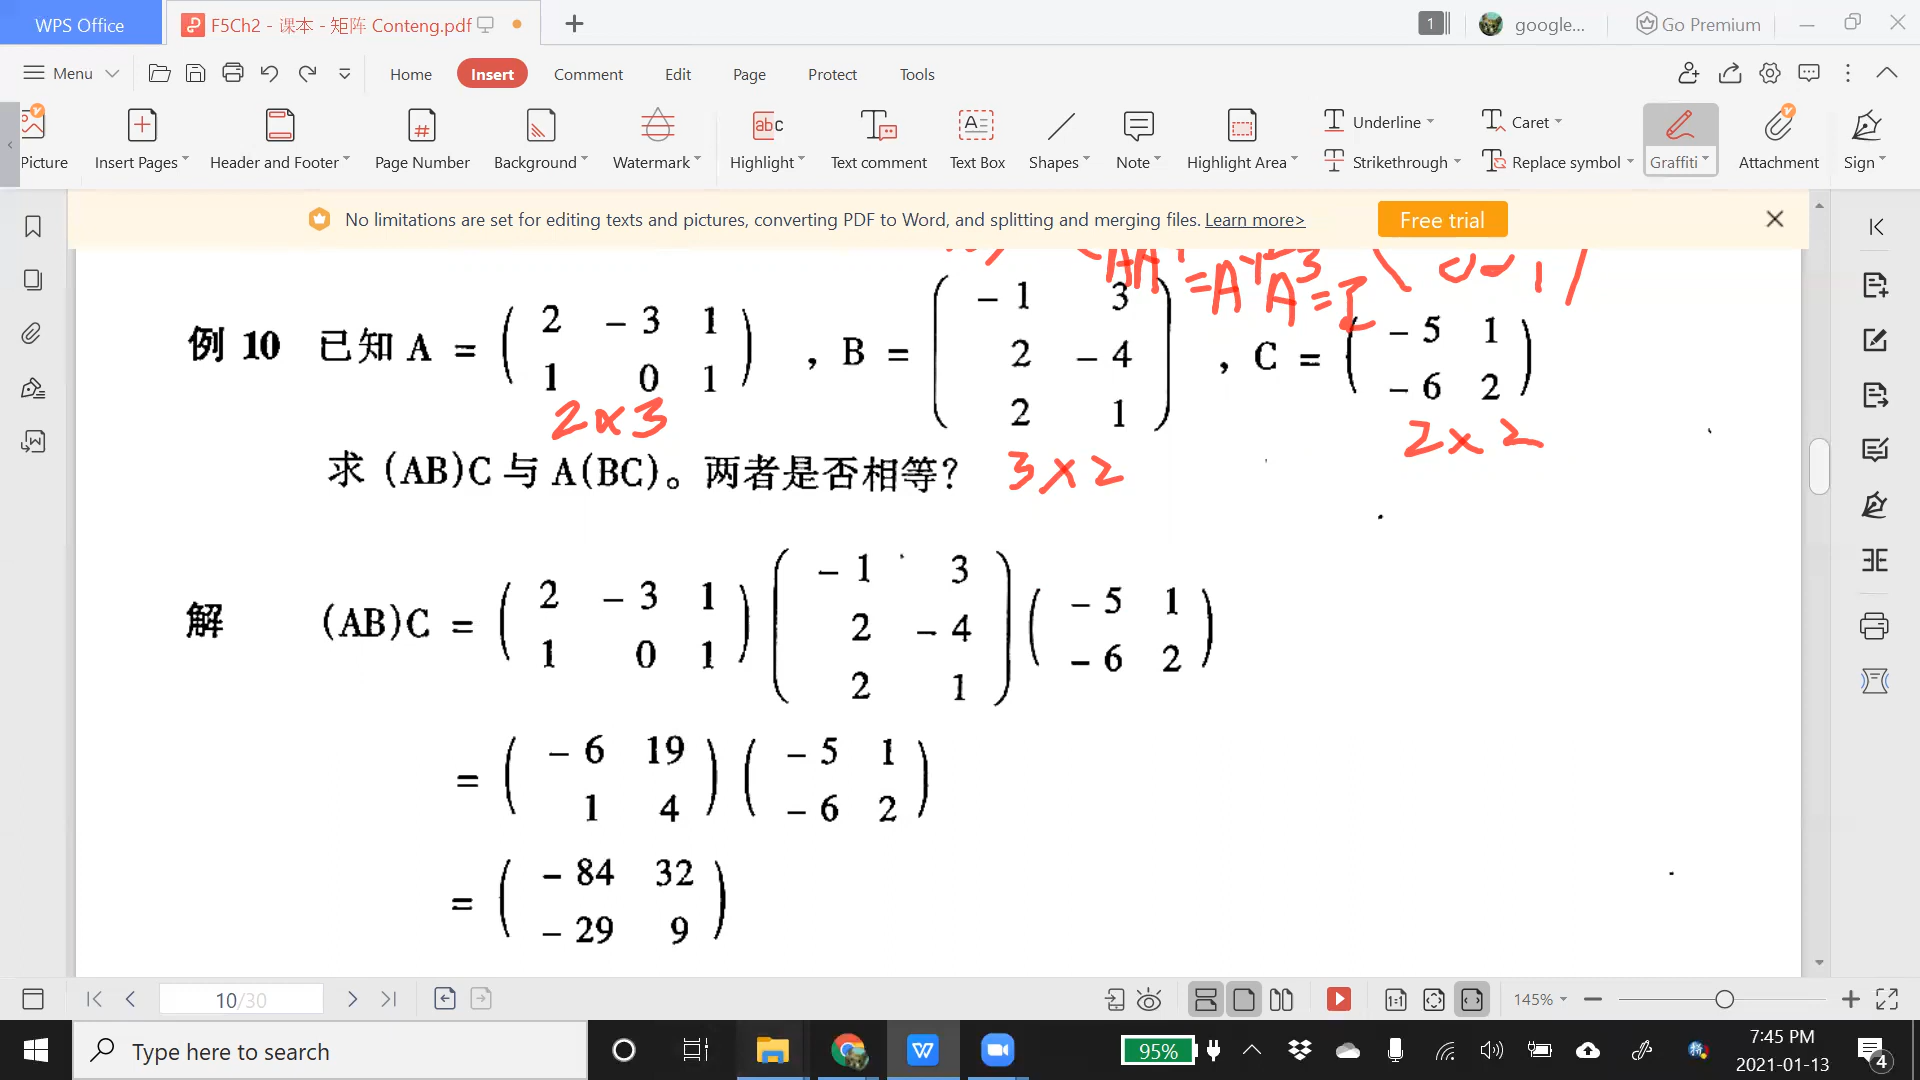 WPS Office F5Ch2 - 课本 - 矩阵 Conteng.pdf 1 google... Go Premium
Menu Home Insert Comment Edit Page Protect Tools
Picture Insert Pages Header and Footer Page Number Background Watermark Highlight Text comment Text Box Shapes Note Highlight Area Underline Strikethrough Caret Replace symbol Graffiti Attachment Sign
No limitations are set for editing texts and pictures, converting PDF to Word, and splitting and merging files. Learn more> Free trial
= A⁻¹A = I
例 10 已知 A = ( 2 − 3 1 ; 1 0 1 ) , B = ( − 1 3 ; 2 − 4 ; 2 1 ) , C = ( − 5 1 ; − 6 2 )
2×3 3×2 2×2
求 (AB)C 与 A(BC)。两者是否相等?
解 (AB)C = ( 2 − 3 1 ; 1 0 1 ) ( − 1 3 ; 2 − 4 ; 2 1 ) ( − 5 1 ; − 6 2 )
= ( − 6 19 ; 1 4 ) ( − 5 1 ; − 6 2 )
= ( − 84 32 ; − 29 9 )
10/30 145%
Type here to search 95% 7:45 PM
2021-01-13 4